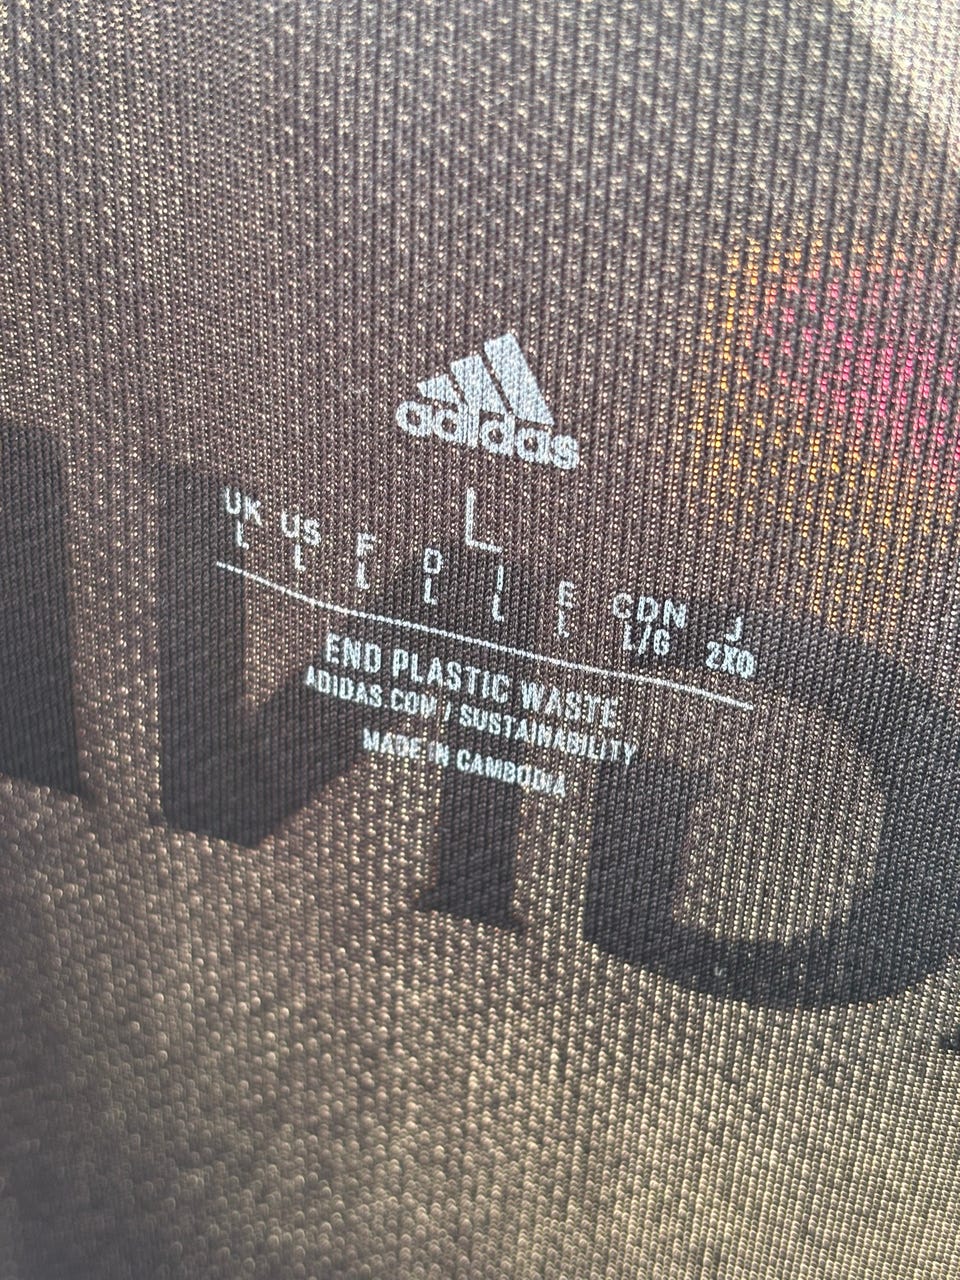 adidas
L
UK US F D I E CDN J
L L L L L L L/G 2XO
END PLASTIC WASTE
ADIDAS.COM / SUSTAINABILITY
MADE IN CAMBODIA